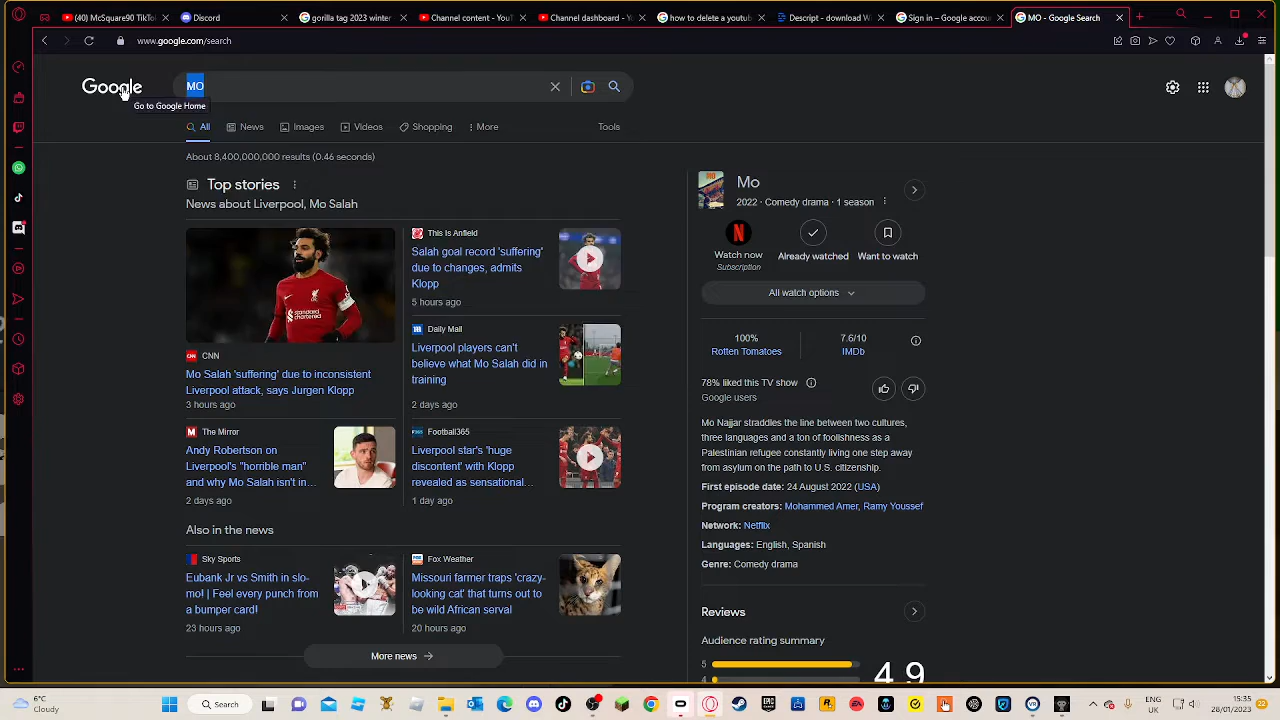 (40) McSquare90 TikTo
Discord
gorilla tag 2023 winter
Channel content - YouT
Channel dashboard - Yo
how to delete a youtub
Descript - download W
Sign in – Google accou
MO - Google Search
www.google.com/search
Google
MO
Go to Google Home
All
News
Images
Videos
Shopping
More
Tools
About 8,400,000,000 results (0.46 seconds)
Top stories
News about Liverpool, Mo Salah
CNN
Mo Salah 'suffering' due to inconsistent
Liverpool attack, says Jurgen Klopp
3 hours ago
This Is Anfield
Salah goal record 'suffering'
due to changes, admits
Klopp
5 hours ago
Daily Mail
Liverpool players can't
believe what Mo Salah did in
training
2 days ago
The Mirror
Andy Robertson on
Liverpool's "horrible man"
and why Mo Salah isn't in...
2 days ago
Football365
Liverpool star's 'huge
discontent' with Klopp
revealed as sensational...
1 day ago
Also in the news
Sky Sports
Eubank Jr vs Smith in slo-
mo! | Feel every punch from
a bumper card!
23 hours ago
Fox Weather
Missouri farmer traps 'crazy-
looking cat' that turns out to
be wild African serval
20 hours ago
More news
Mo
2022 · Comedy drama · 1 season
Watch now
Subscription
Already watched
Want to watch
All watch options
100%
Rotten Tomatoes
7.6/10
IMDb
78% liked this TV show
Google users
Mo Najjar straddles the line between two cultures,
three languages and a ton of foolishness as a
Palestinian refugee constantly living one step away
from asylum on the path to U.S. citizenship.
First episode date: 24 August 2022 (USA)
Program creators: Mohammed Amer, Ramy Youssef
Network: Netflix
Languages: English, Spanish
Genre: Comedy drama
Reviews
Audience rating summary
5
4
4.9
6°C
Cloudy
Search
ENG
UK
15:35
28/01/2023